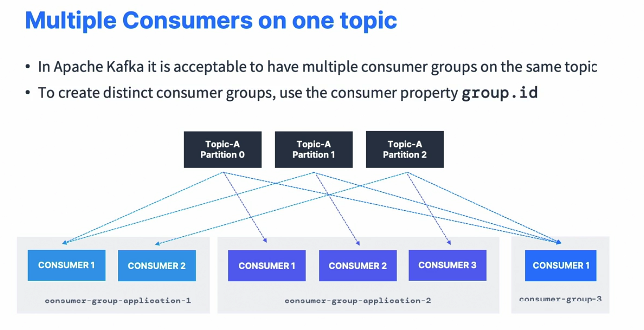 Multiple Consumers on one topic
• In Apache Kafka it is acceptable to have multiple consumer groups on the same topic
• To create distinct consumer groups, use the consumer property group.id
Topic-A
Partition 0
Topic-A
Partition 1
Topic-A
Partition 2
CONSUMER 1
CONSUMER 2
CONSUMER 1
CONSUMER 2
CONSUMER 3
CONSUMER 1
consumer-group-application-1
consumer-group-application-2
consumer-group-3